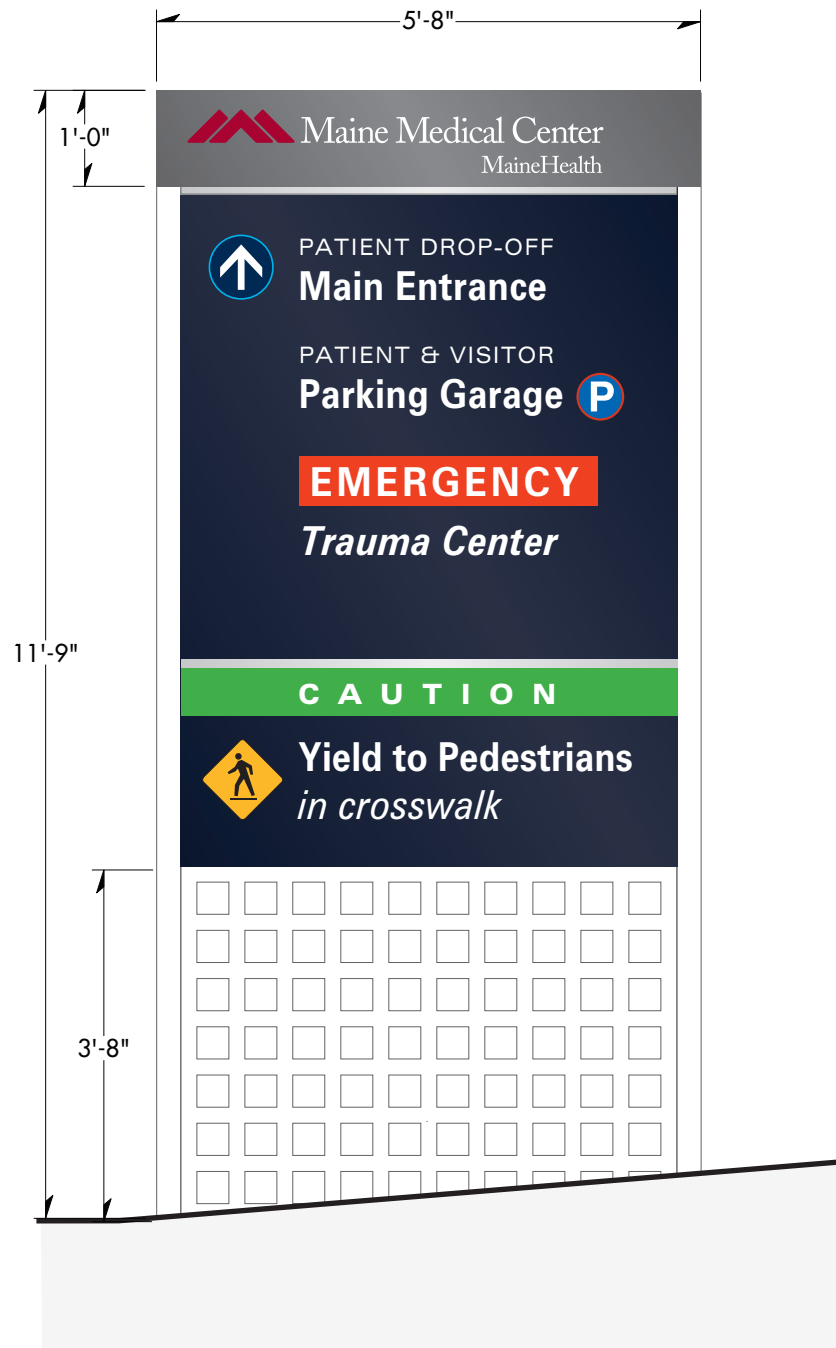 5'-8"
1'-0"
Maine Medical Center
MaineHealth
PATIENT DROP-OFF
Main Entrance
PATIENT & VISITOR
Parking Garage P
EMERGENCY
Trauma Center
11'-9"
CAUTION
Yield to Pedestrians
in crosswalk
3'-8"